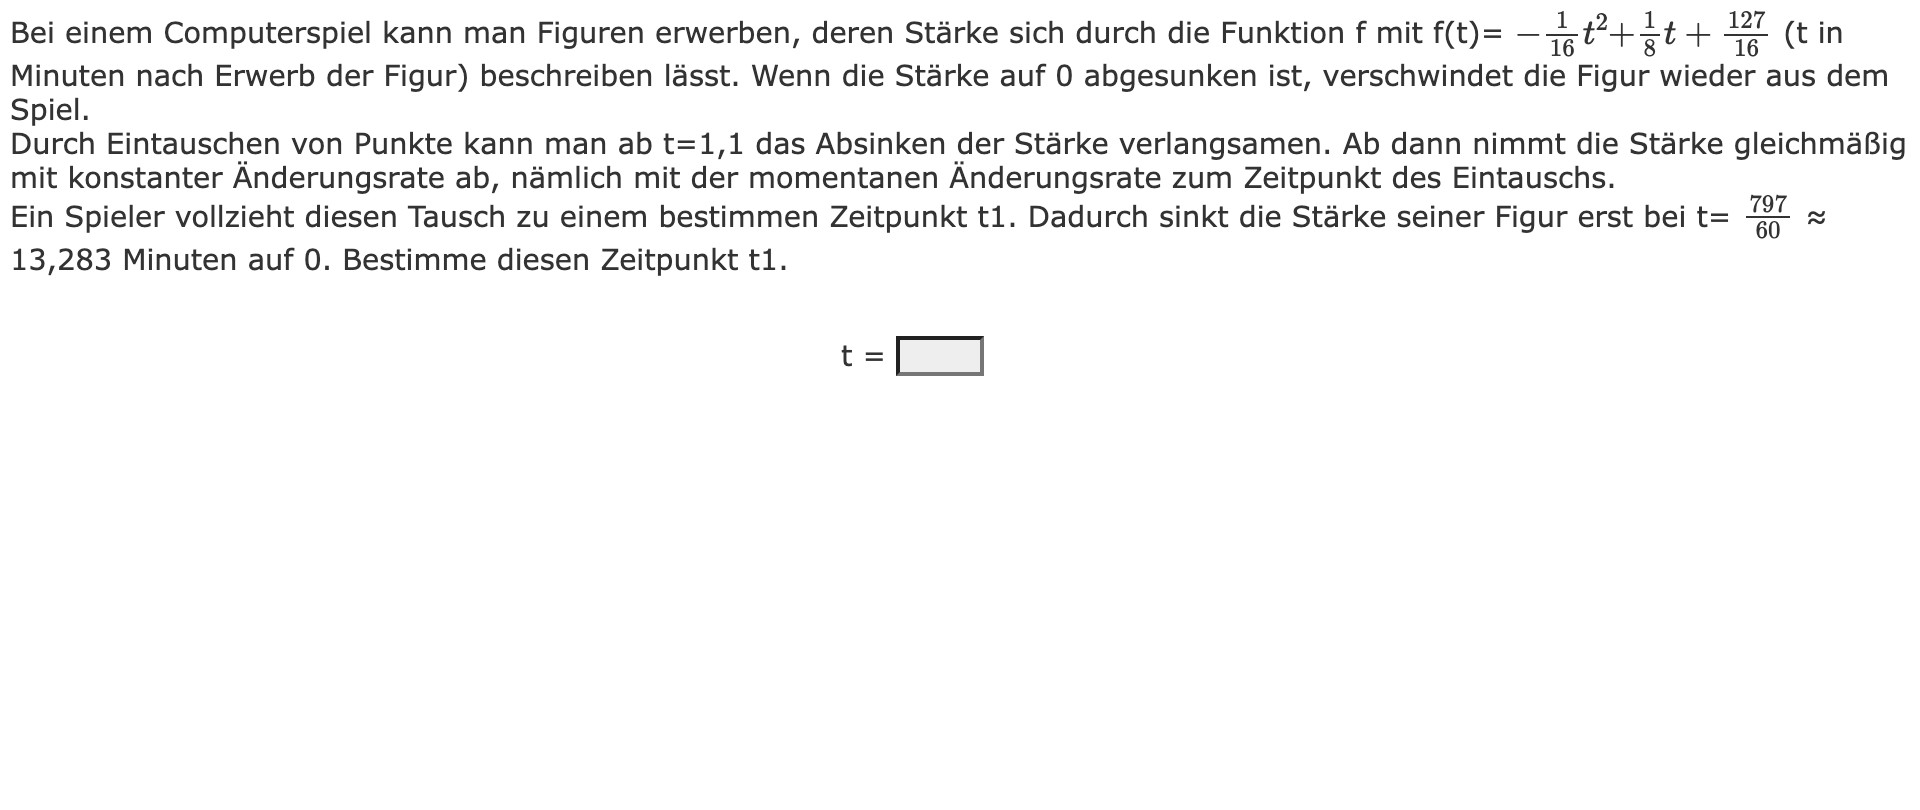 Bei einem Computerspiel kann man Figuren erwerben, deren Stärke sich durch die Funktion f mit f(t)= $-\frac{1}{16}t^2+\frac{1}{8}t+\frac{127}{16}$ (t in
Minuten nach Erwerb der Figur) beschreiben lässt. Wenn die Stärke auf 0 abgesunken ist, verschwindet die Figur wieder aus dem
Spiel.
Durch Eintauschen von Punkte kann man ab t=1,1 das Absinken der Stärke verlangsamen. Ab dann nimmt die Stärke gleichmäßig
mit konstanter Änderungsrate ab, nämlich mit der momentanen Änderungsrate zum Zeitpunkt des Eintauschs.
Ein Spieler vollzieht diesen Tausch zu einem bestimmen Zeitpunkt t1. Dadurch sinkt die Stärke seiner Figur erst bei t= $\frac{797}{60}$ ≈
13,283 Minuten auf 0. Bestimme diesen Zeitpunkt t1.
t =